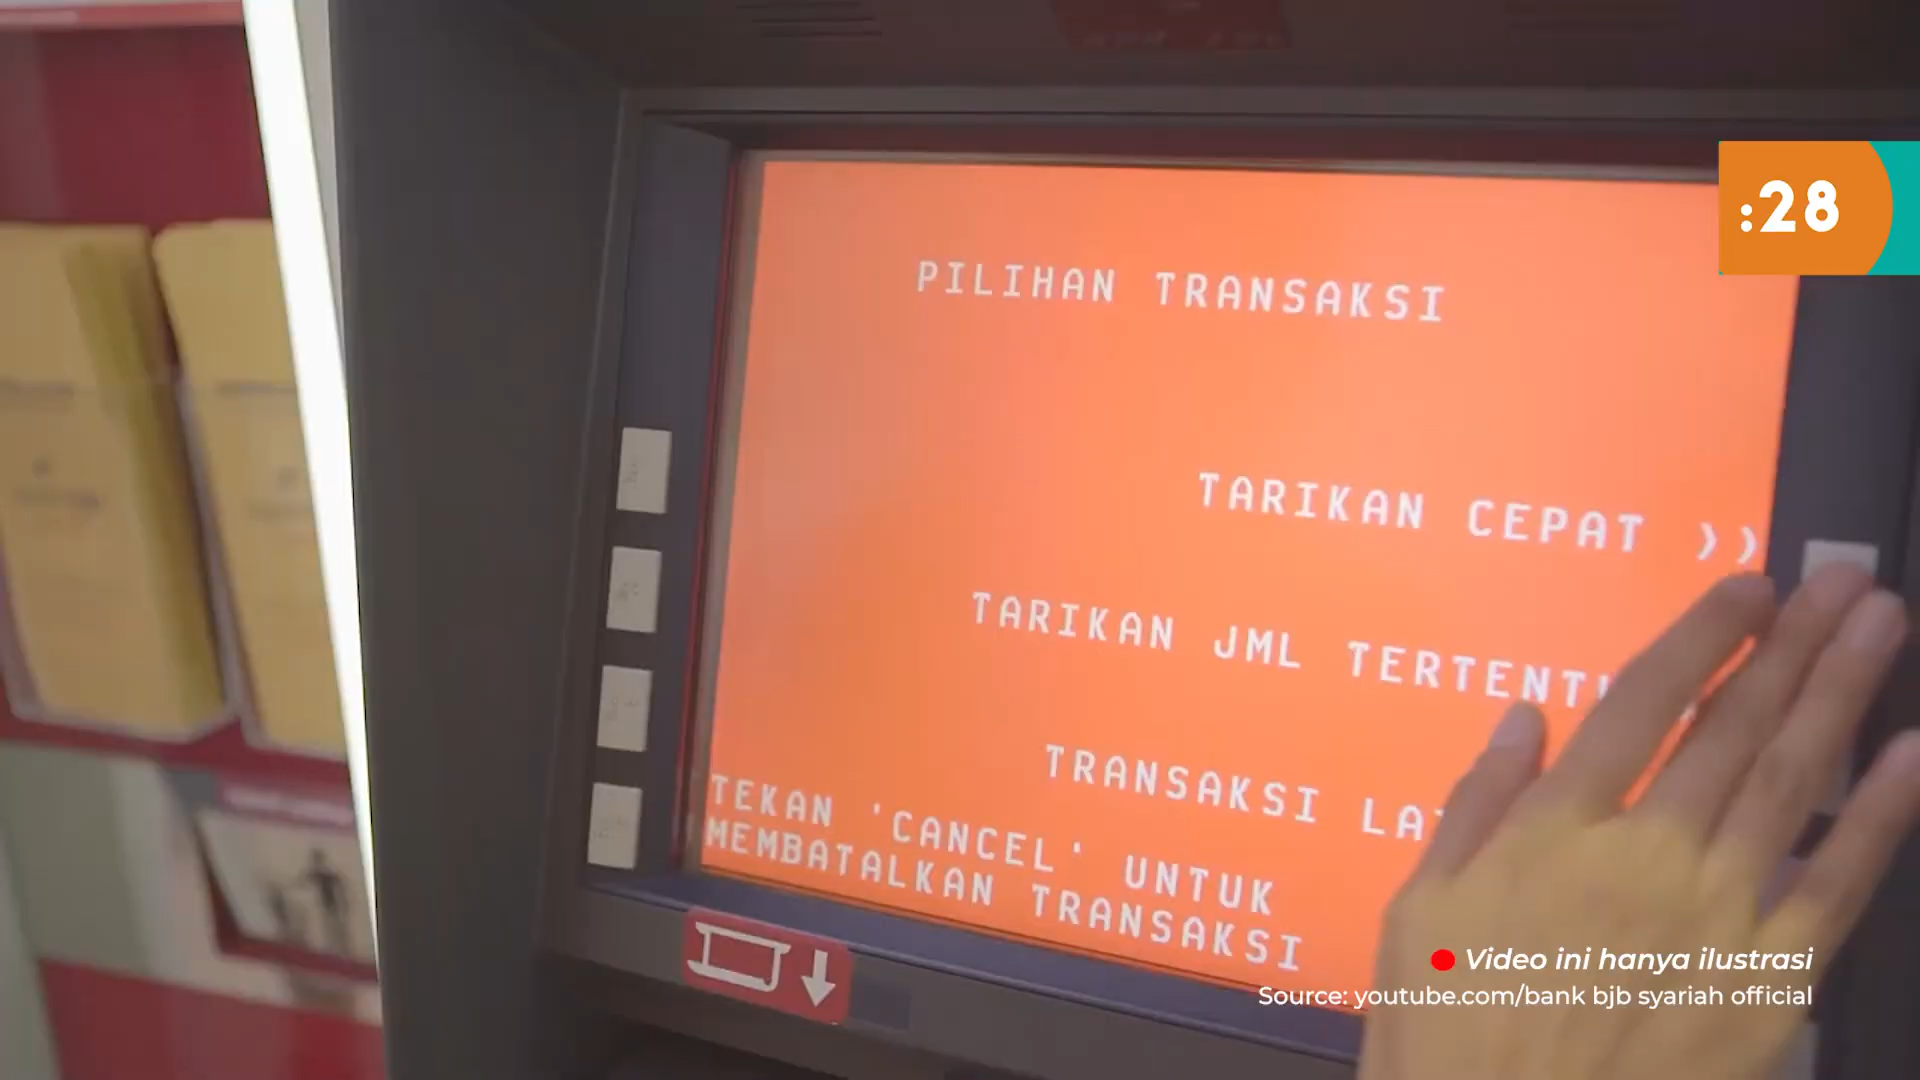 :28
PILIHAN TRANSAKSI
TARIKAN CEPAT >>
TARIKAN JML
TRANSAKSI
TEKAN 'CANCEL' UNTUK
MEMBATALKAN TRANSAKSI
Video ini hanya ilustrasi
Source: youtube.com/bank bjb syariah official